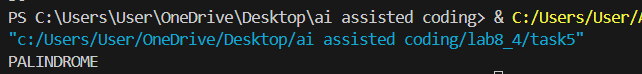 PS C:\Users\User\OneDrive\Desktop\ai assisted coding> & C:/Users/User/
"c:/Users/User/OneDrive/Desktop/ai assisted coding/lab8_4/task5"
PALINDROME